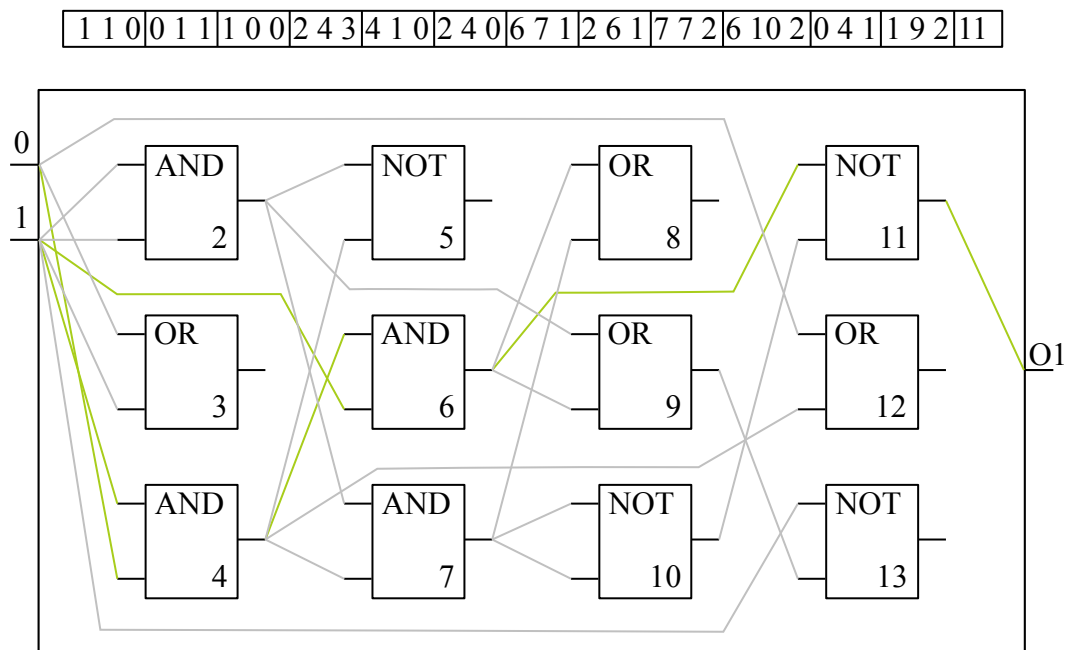 1 1 0 0 1 1 1 0 0 2 4 3 4 1 0 2 4 0 6 7 1 2 6 1 7 7 2 6 10 2 0 4 1 1 9 2 11
0
1
AND NOT OR NOT
2 5 8 11
OR AND OR OR
O1
3 6 9 12
AND AND NOT NOT
4 7 10 13